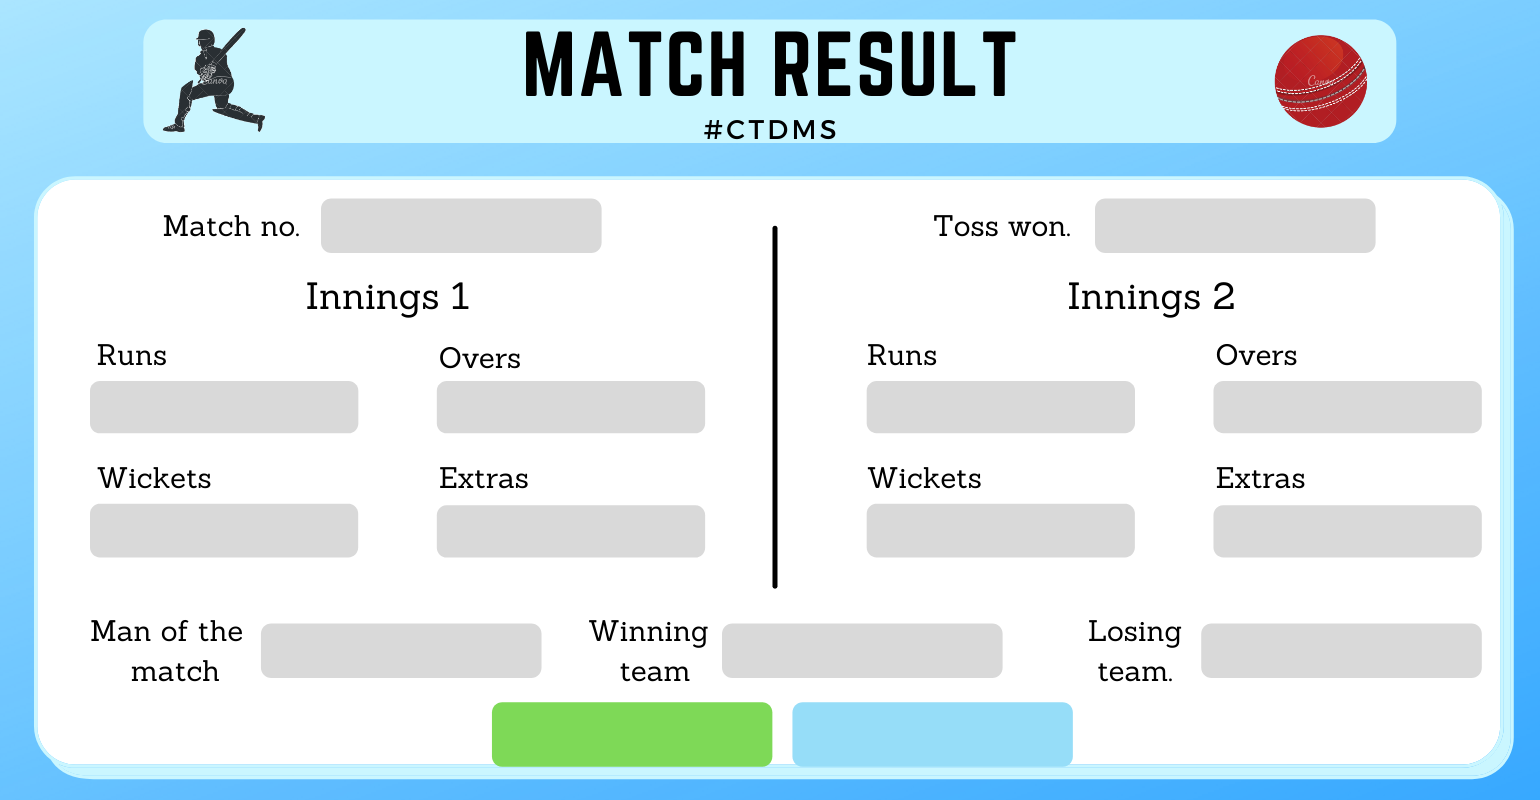 MATCH RESULT
#CTDMS
Match no.
Toss won.
Innings 1
Innings 2
Runs
Overs
Runs
Overs
Wickets
Extras
Wickets
Extras
Man of the
match
Winning
team
Losing
team.